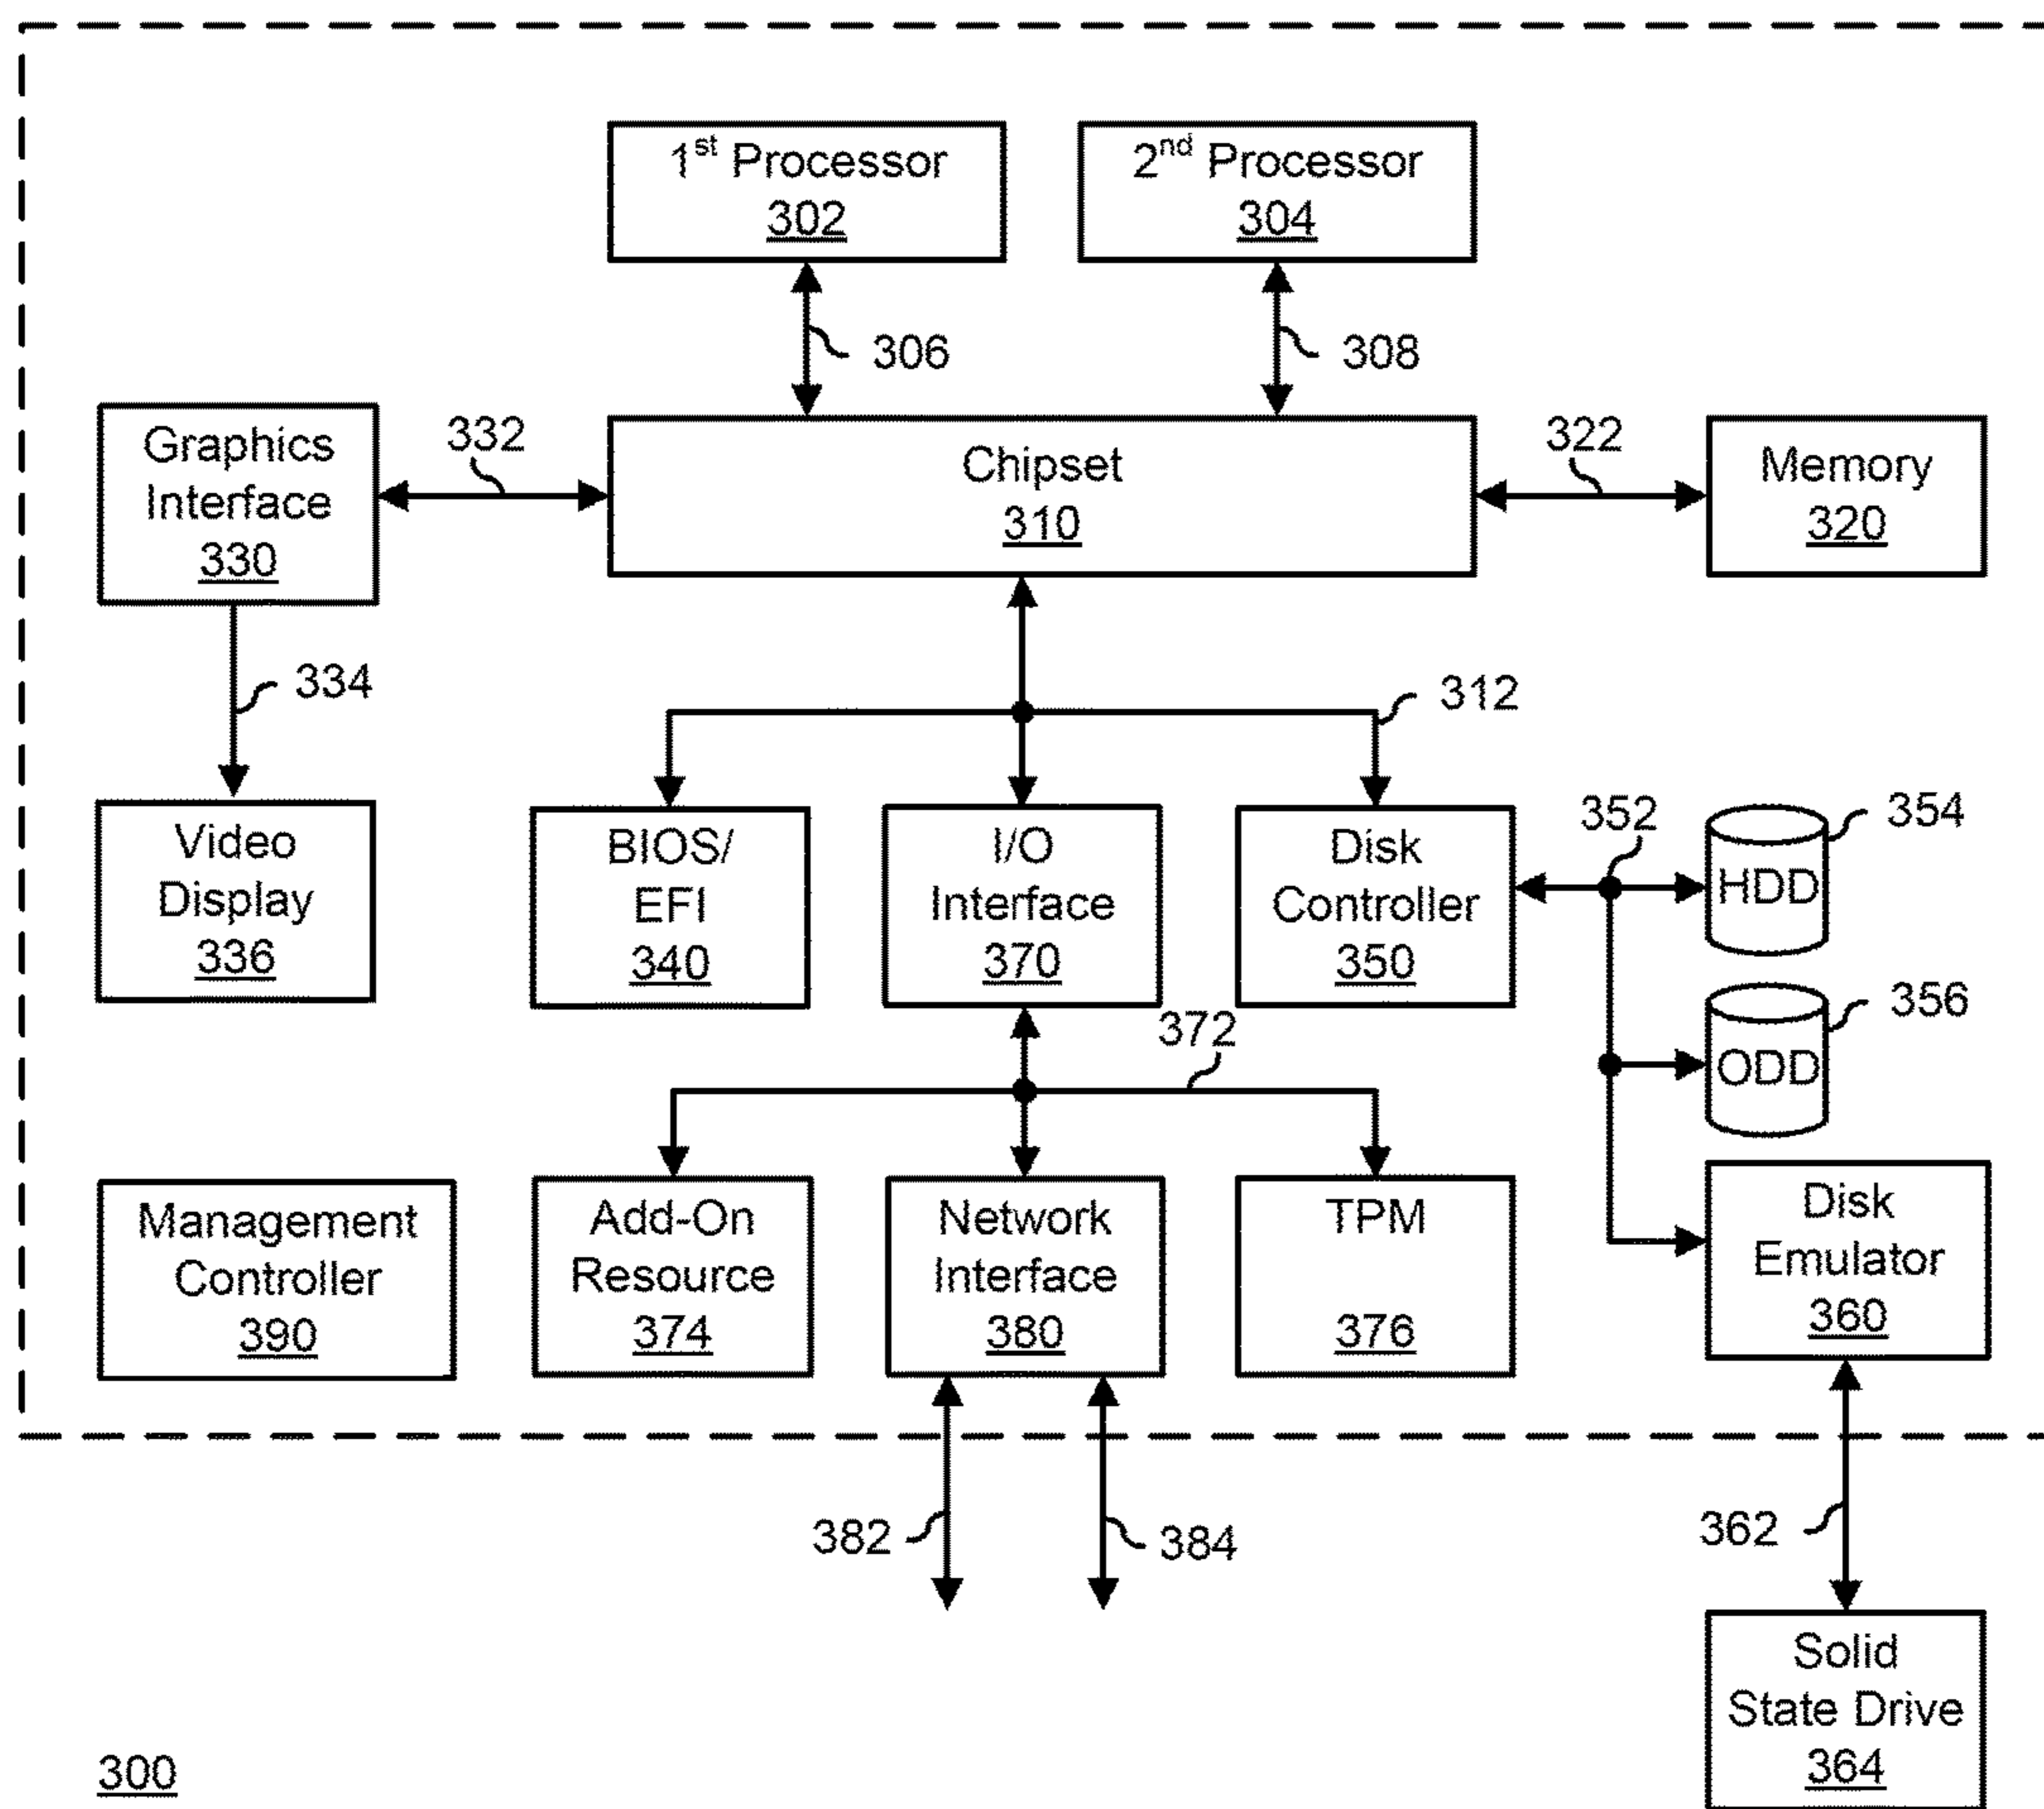 1st Processor
302
2nd Processor
304
306
308
Graphics
Interface
330
332
Chipset
310
322
Memory
320
334
312
Video
Display
336
BIOS/
EFI
340
I/O
Interface
370
Disk
Controller
350
352
354
HDD
356
ODD
372
Management
Controller
390
Add-On
Resource
374
Network
Interface
380
TPM
376
Disk
Emulator
360
382
384
362
Solid
State Drive
364
300